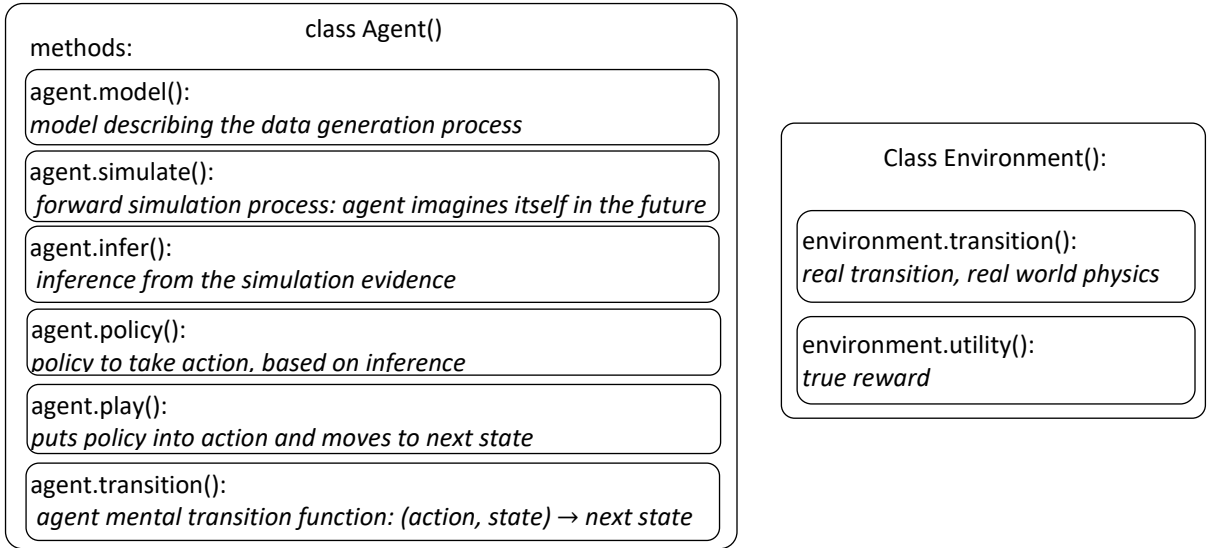 class Agent()
methods:
agent.model():
model describing the data generation process
agent.simulate():
forward simulation process: agent imagines itself in the future
agent.infer():
inference from the simulation evidence
agent.policy():
policy to take action, based on inference
agent.play():
puts policy into action and moves to next state
agent.transition():
agent mental transition function: (action, state) → next state
Class Environment():
environment.transition():
real transition, real world physics
environment.utility():
true reward